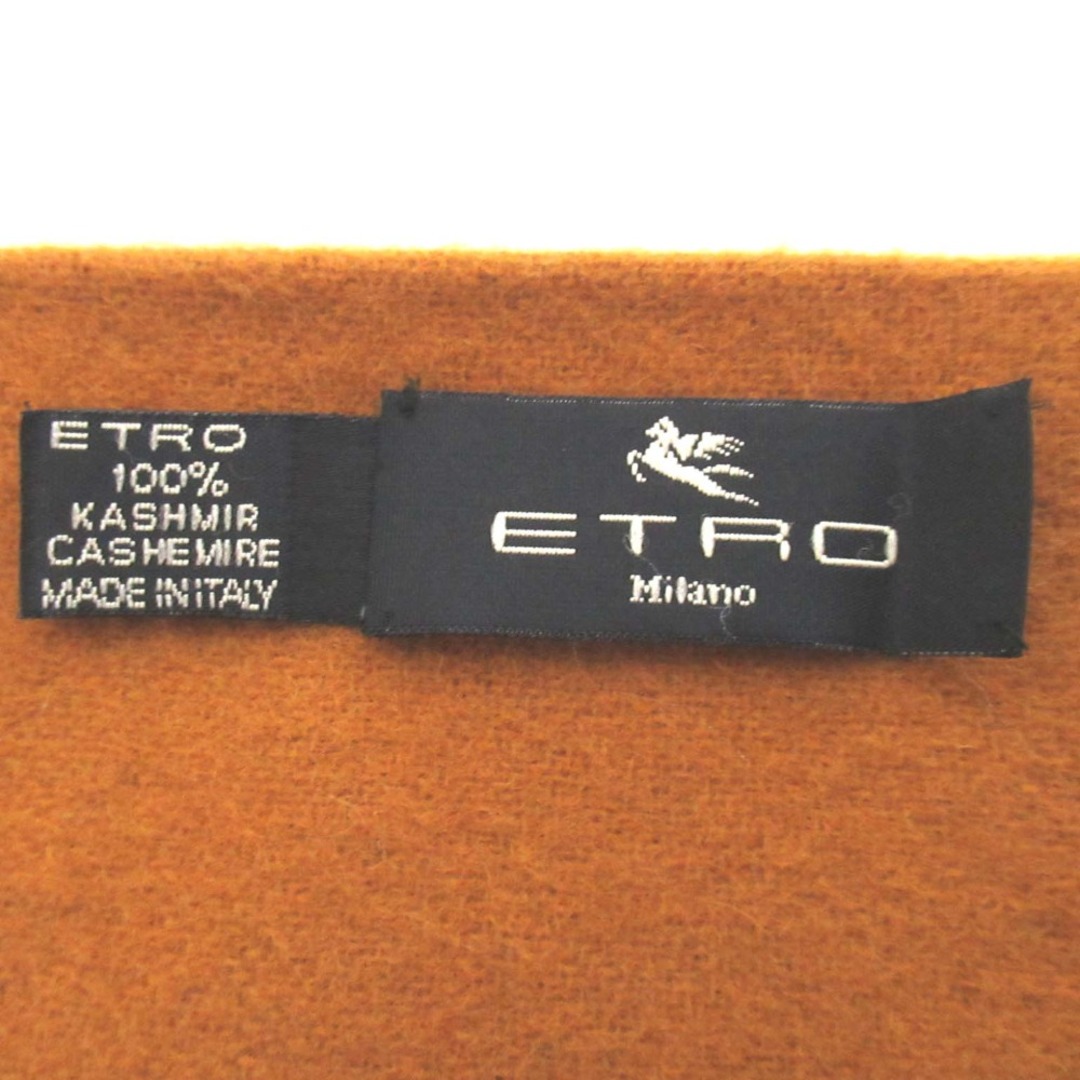 ETRO
100%
KASHMIR
CASHEMIRE
MADE IN ITALY
ETRO
Milano